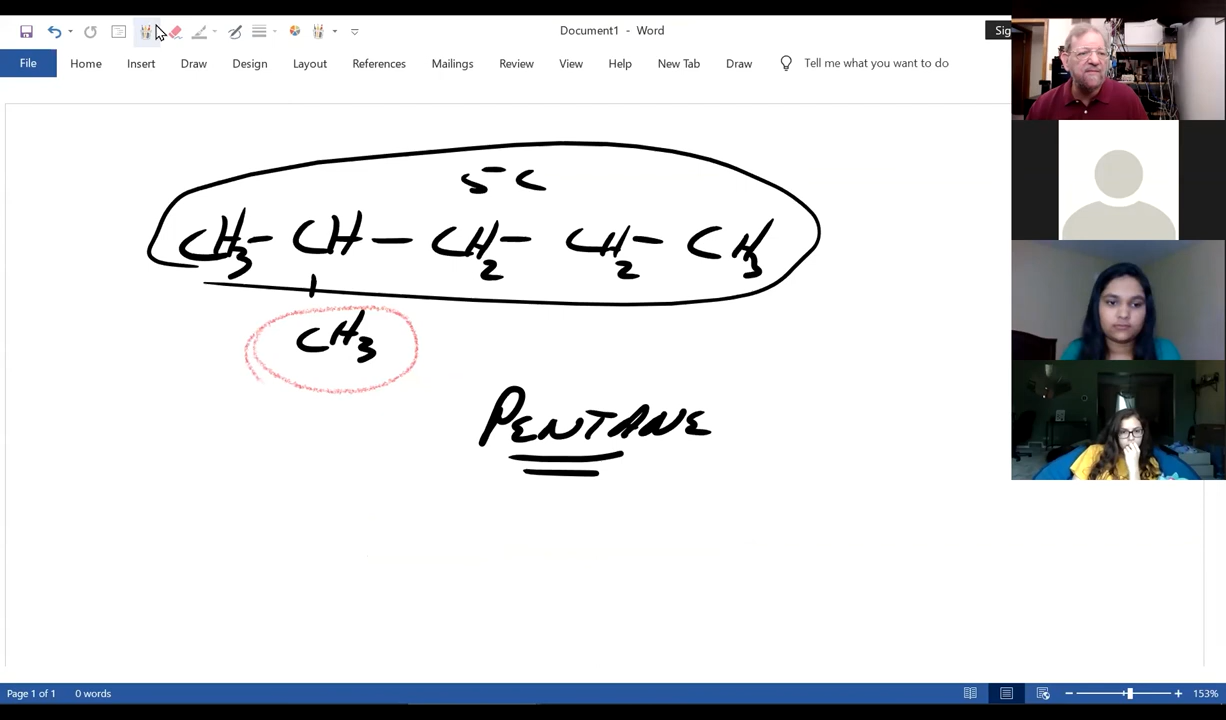 Document1 - Word
Sig
File Home Insert Draw Design Layout References Mailings Review View Help New Tab Draw Tell me what you want to do
5 C
CH3 - CH - CH2 - CH2 - CH3
CH3
PENTANE
Page 1 of 1 0 words 153%